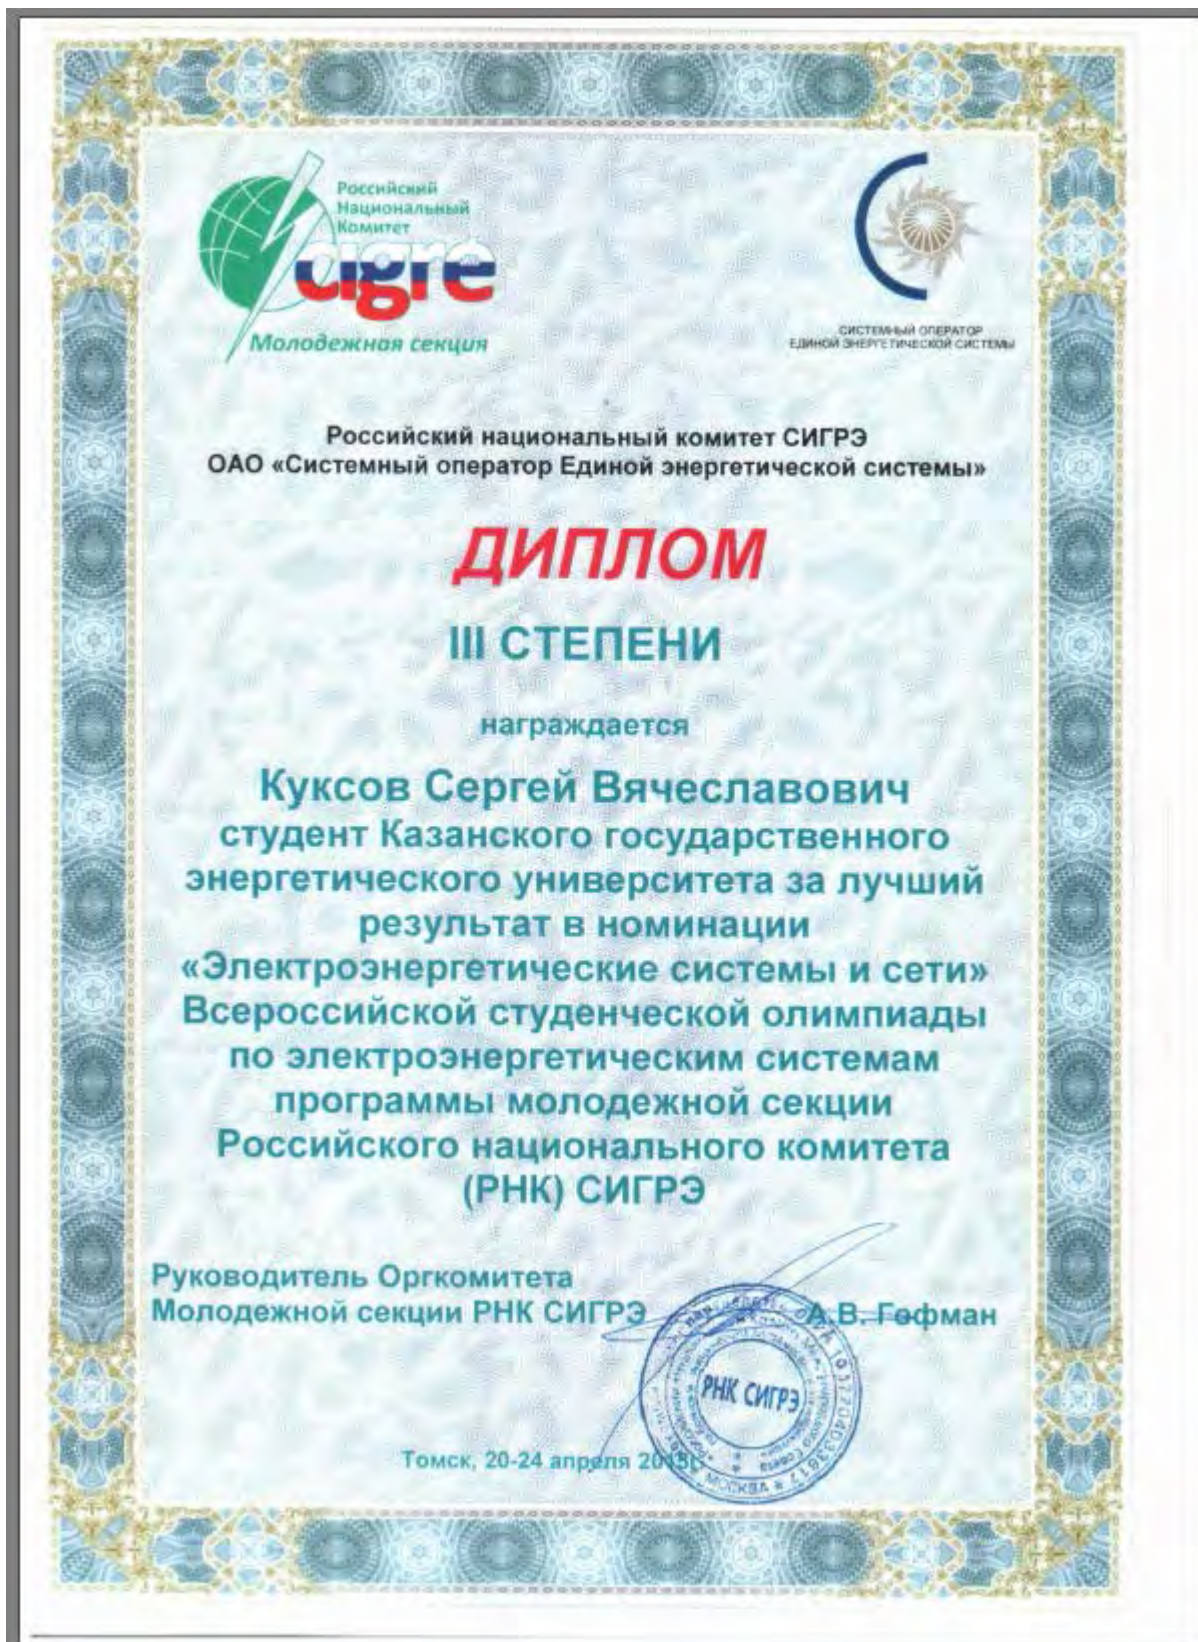 Российский
Национальный
Комитет
cigre
Молодежная секция
СИСТЕМНЫЙ ОПЕРАТОР
ЕДИНОЙ ЭНЕРГЕТИЧЕСКОЙ СИСТЕМЫ
Российский национальный комитет СИГРЭ
ОАО «Системный оператор Единой энергетической системы»
ДИПЛОМ
III СТЕПЕНИ
награждается
Куксов Сергей Вячеславович
студент Казанского государственного
энергетического университета за лучший
результат в номинации
«Электроэнергетические системы и сети»
Всероссийской студенческой олимпиады
по электроэнергетическим системам
программы молодежной секции
Российского национального комитета
(РНК) СИГРЭ
Руководитель Оргкомитета
Молодежной секции РНК СИГРЭ
А.В. Гофман
РНК СИГРЭ
МОСКВА
Томск, 20-24 апреля 2015г.